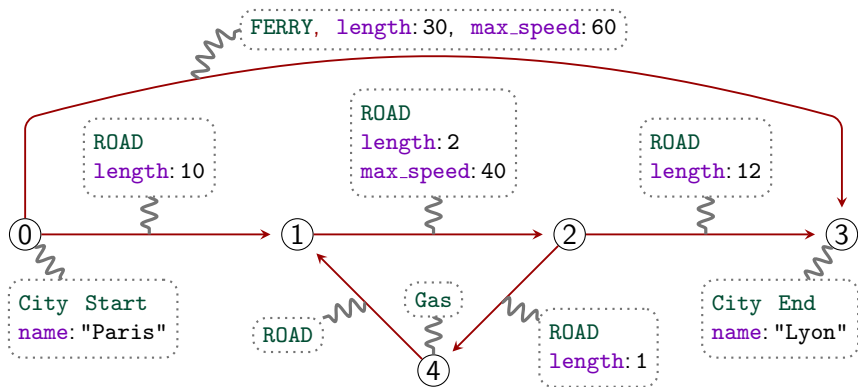 FERRY, length: 30, max_speed: 60
ROAD
length: 10
ROAD
length: 2
max_speed: 40
ROAD
length: 12
0
1
2
3
City Start
name: "Paris"
ROAD
Gas
4
ROAD
length: 1
City End
name: "Lyon"